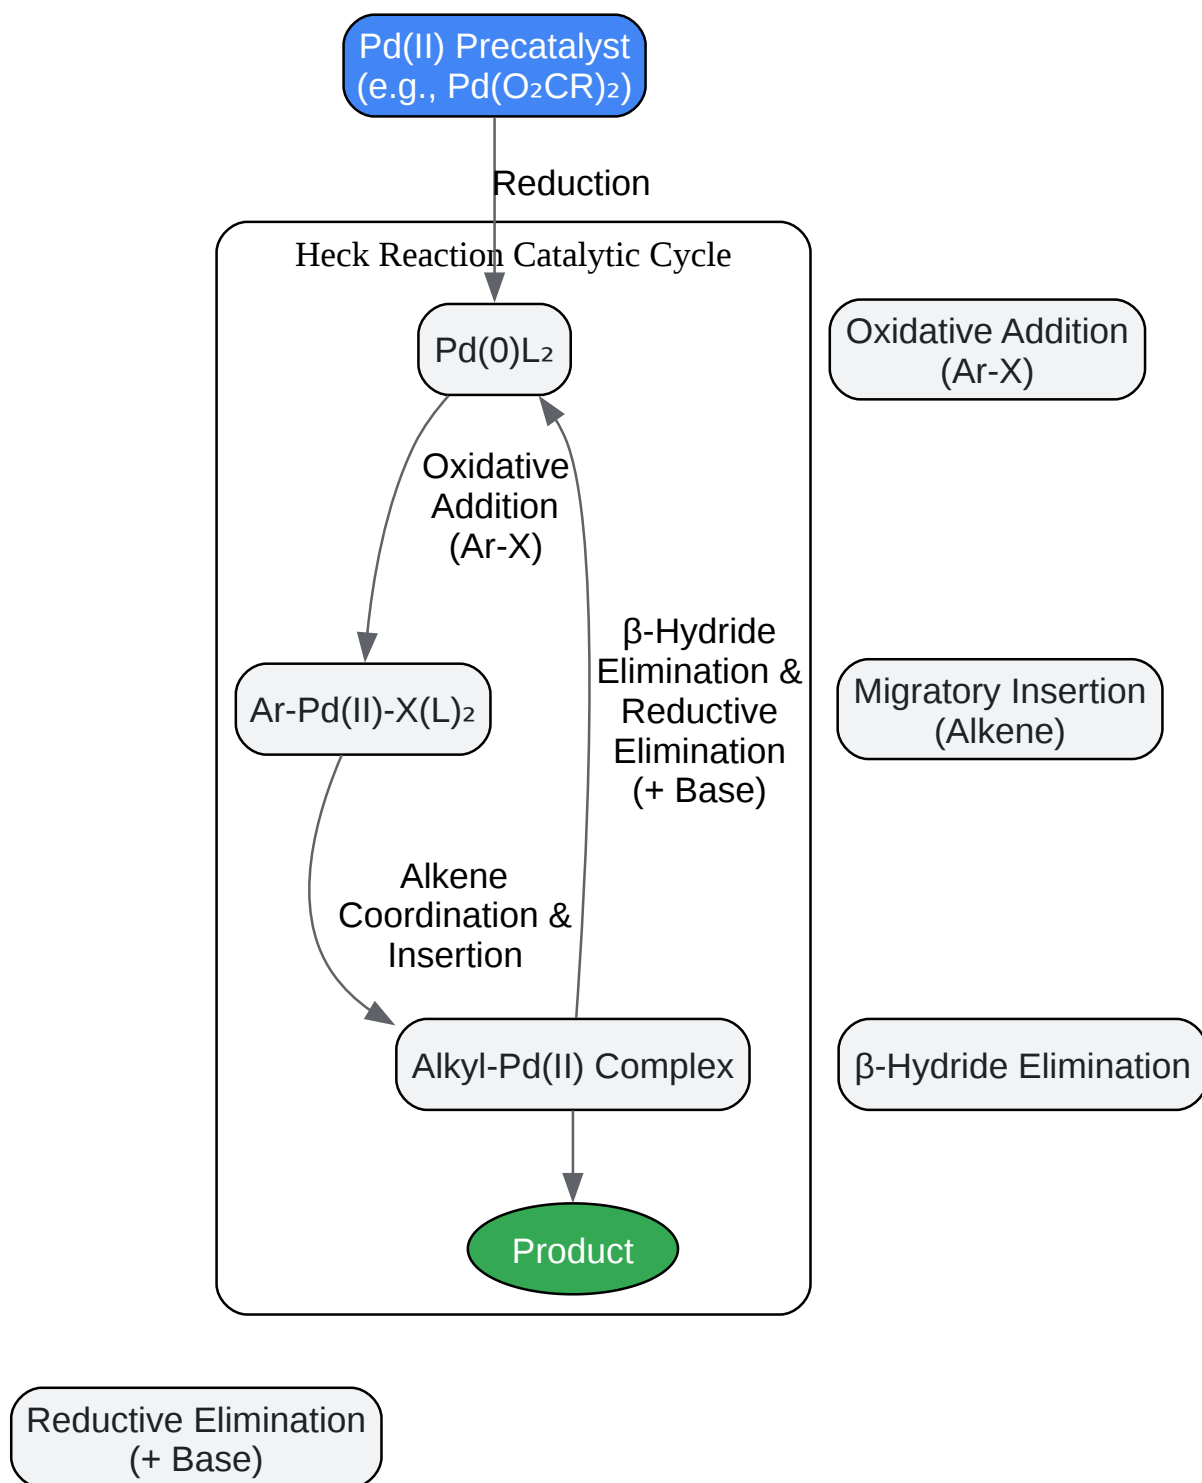 Pd(II) Precatalyst
(e.g., Pd(O₂CR)₂)
Reduction
Heck Reaction Catalytic Cycle
Pd(0)L₂
Oxidative Addition
(Ar-X)
Oxidative
Addition
(Ar-X)
β-Hydride
Elimination &
Reductive
Elimination
(+ Base)
Ar-Pd(II)-X(L)₂
Migratory Insertion
(Alkene)
Alkene
Coordination &
Insertion
Alkyl-Pd(II) Complex
β-Hydride Elimination
Product
Reductive Elimination
(+ Base)